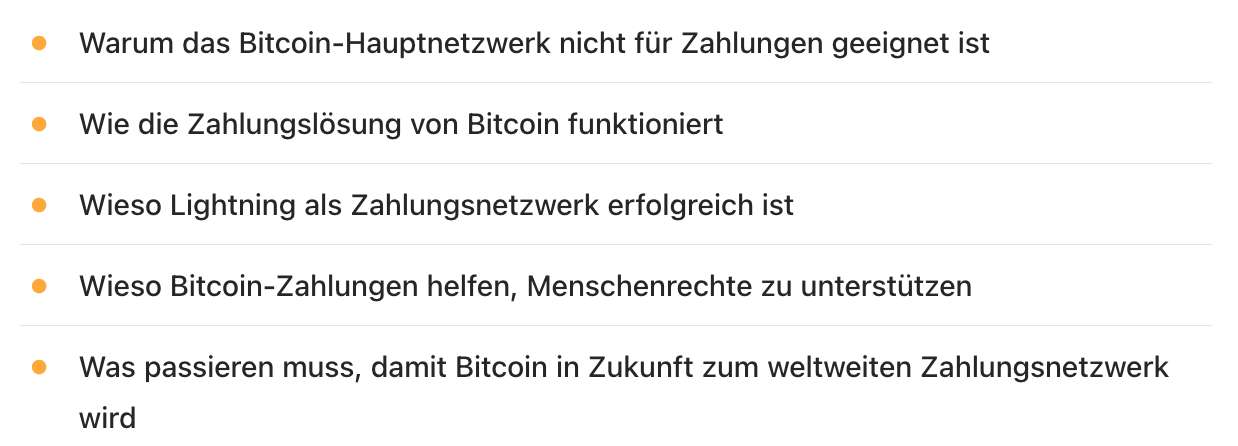 Warum das Bitcoin-Hauptnetzwerk nicht für Zahlungen geeignet ist
Wie die Zahlungslösung von Bitcoin funktioniert
Wieso Lightning als Zahlungsnetzwerk erfolgreich ist
Wieso Bitcoin-Zahlungen helfen, Menschenrechte zu unterstützen
Was passieren muss, damit Bitcoin in Zukunft zum weltweiten Zahlungsnetzwerk
wird